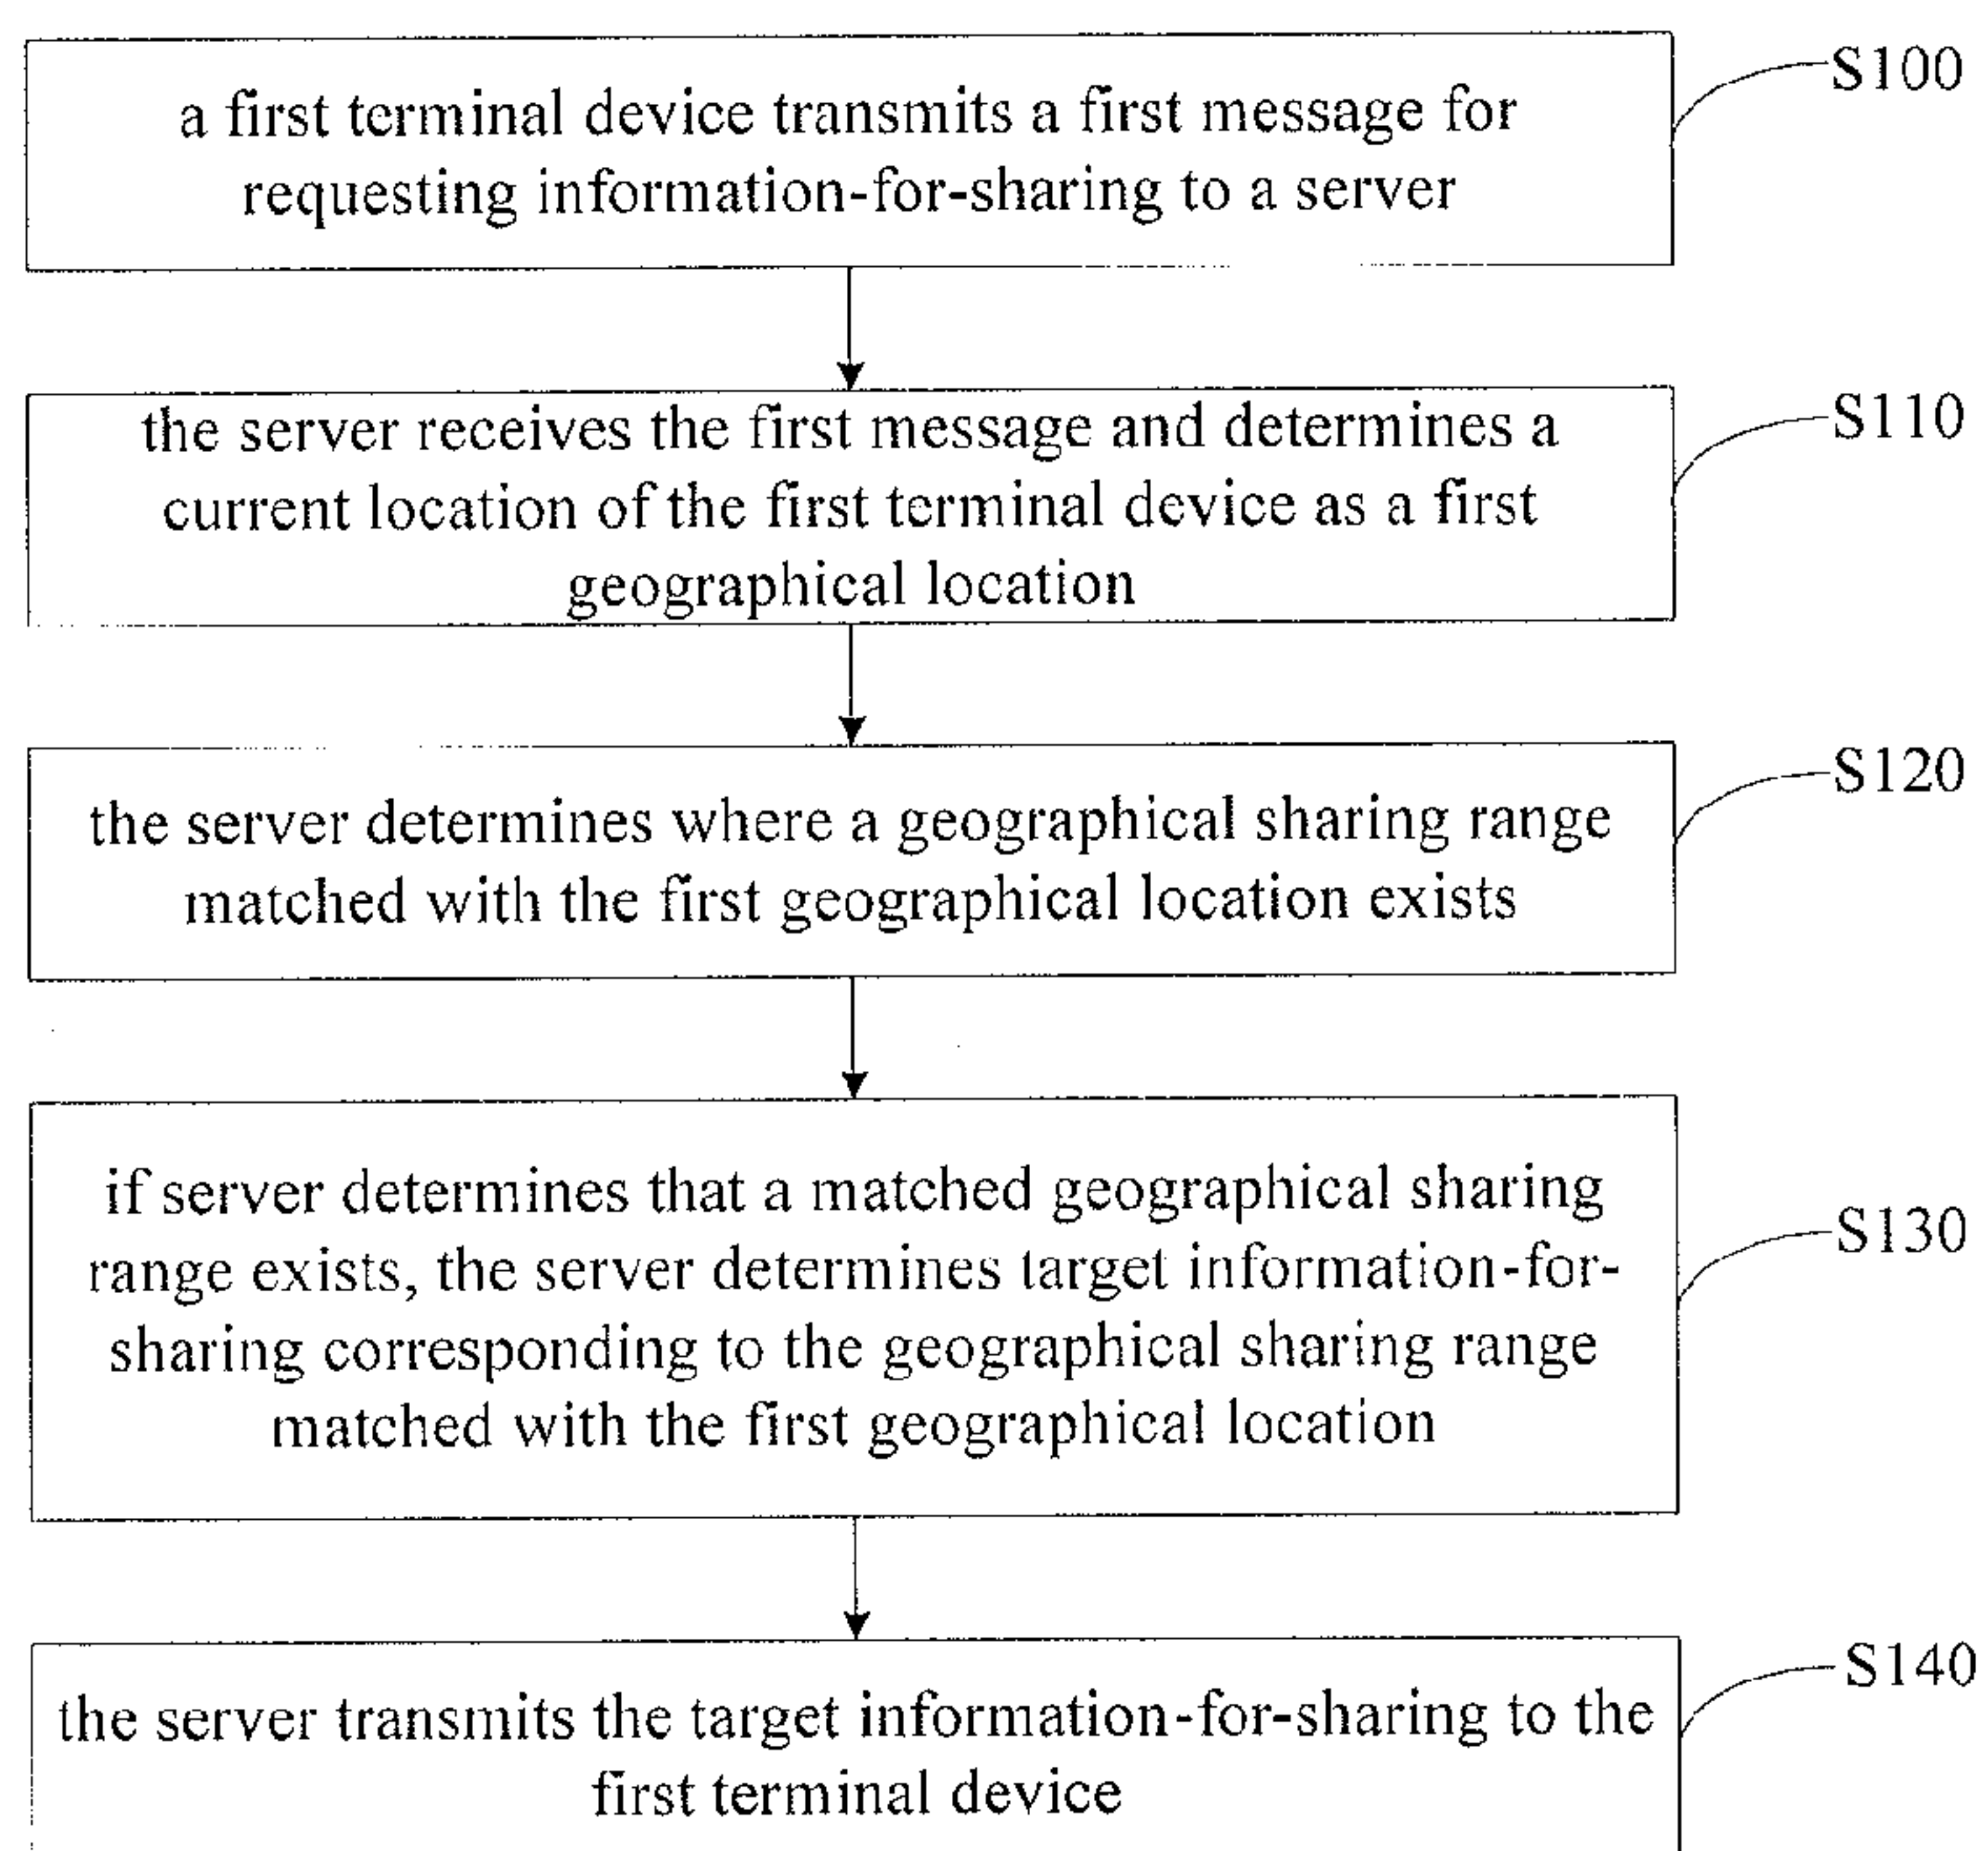 a first terminal device transmits a first message for
requesting information-for-sharing to a server
S100
the server receives the first message and determines a
current location of the first terminal device as a first
geographical location
S110
the server determines where a geographical sharing range
matched with the first geographical location exists
S120
if server determines that a matched geographical sharing
range exists, the server determines target information-for-
sharing corresponding to the geographical sharing range
matched with the first geographical location
S130
the server transmits the target information-for-sharing to the
first terminal device
S140